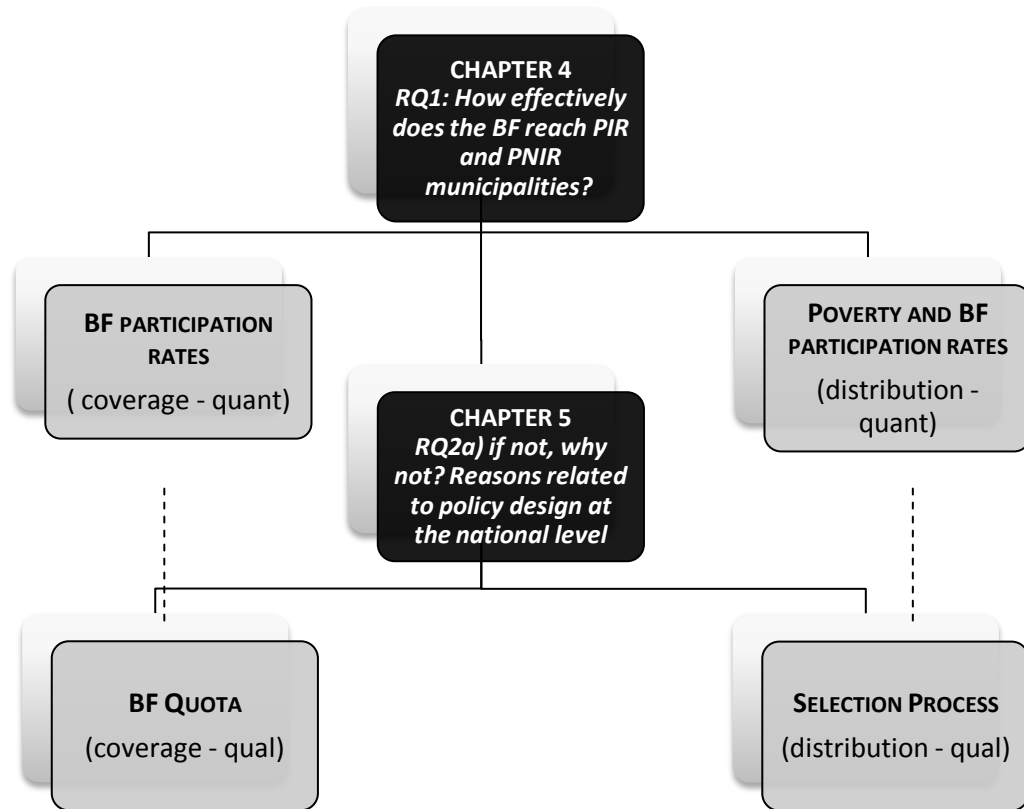 CHAPTER 4
RQ1: How effectively
does the BF reach PIR
and PNIR
municipalities?
BF PARTICIPATION
RATES
( coverage - quant)
POVERTY AND BF
PARTICIPATION RATES
(distribution -
quant)
CHAPTER 5
RQ2a) if not, why
not? Reasons related
to policy design at
the national level
BF QUOTA
(coverage - qual)
SELECTION PROCESS
(distribution - qual)